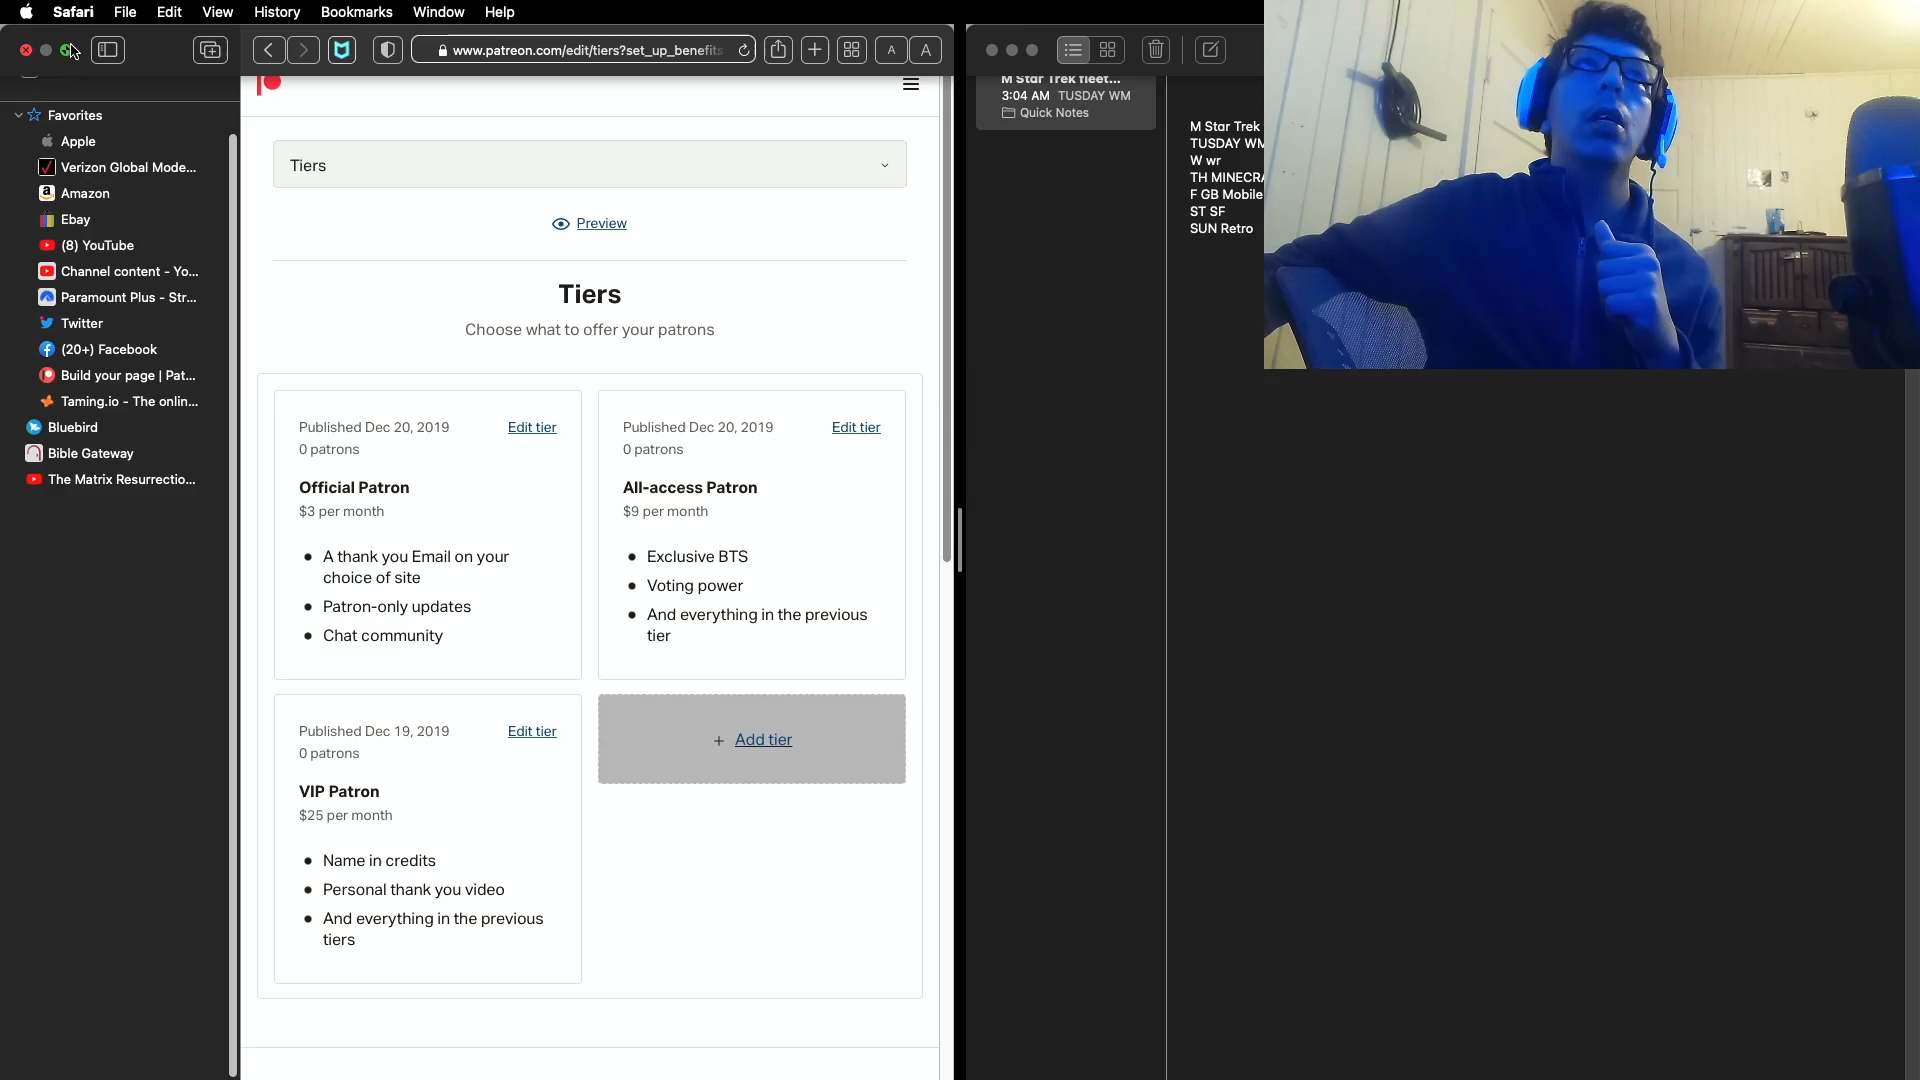 Safari File Edit View History Bookmarks Window Help
www.patreon.com/edit/tiers?set_up_benefits
A A
Favorites
Apple
Verizon Global Mode...
Amazon
Ebay
(8) YouTube
Channel content - Yo...
Paramount Plus - Str...
Twitter
(20+) Facebook
Build your page | Pat...
Taming.io - The onlin...
Bluebird
Bible Gateway
The Matrix Resurrectio...
Tiers
Preview
Tiers
Choose what to offer your patrons
Published Dec 20, 2019 Edit tier
0 patrons
Official Patron
$3 per month
A thank you Email on your
choice of site
Patron-only updates
Chat community
Published Dec 20, 2019 Edit tier
0 patrons
All-access Patron
$9 per month
Exclusive BTS
Voting power
And everything in the previous
tier
Published Dec 19, 2019 Edit tier
0 patrons
VIP Patron
$25 per month
Name in credits
Personal thank you video
And everything in the previous
tiers
+ Add tier
M Star Trek fleet...
3:04 AM TUSDAY WM
Quick Notes
M Star Trek
TUSDAY WM
W wr
TH MINECRA
F GB Mobile
ST SF
SUN Retro